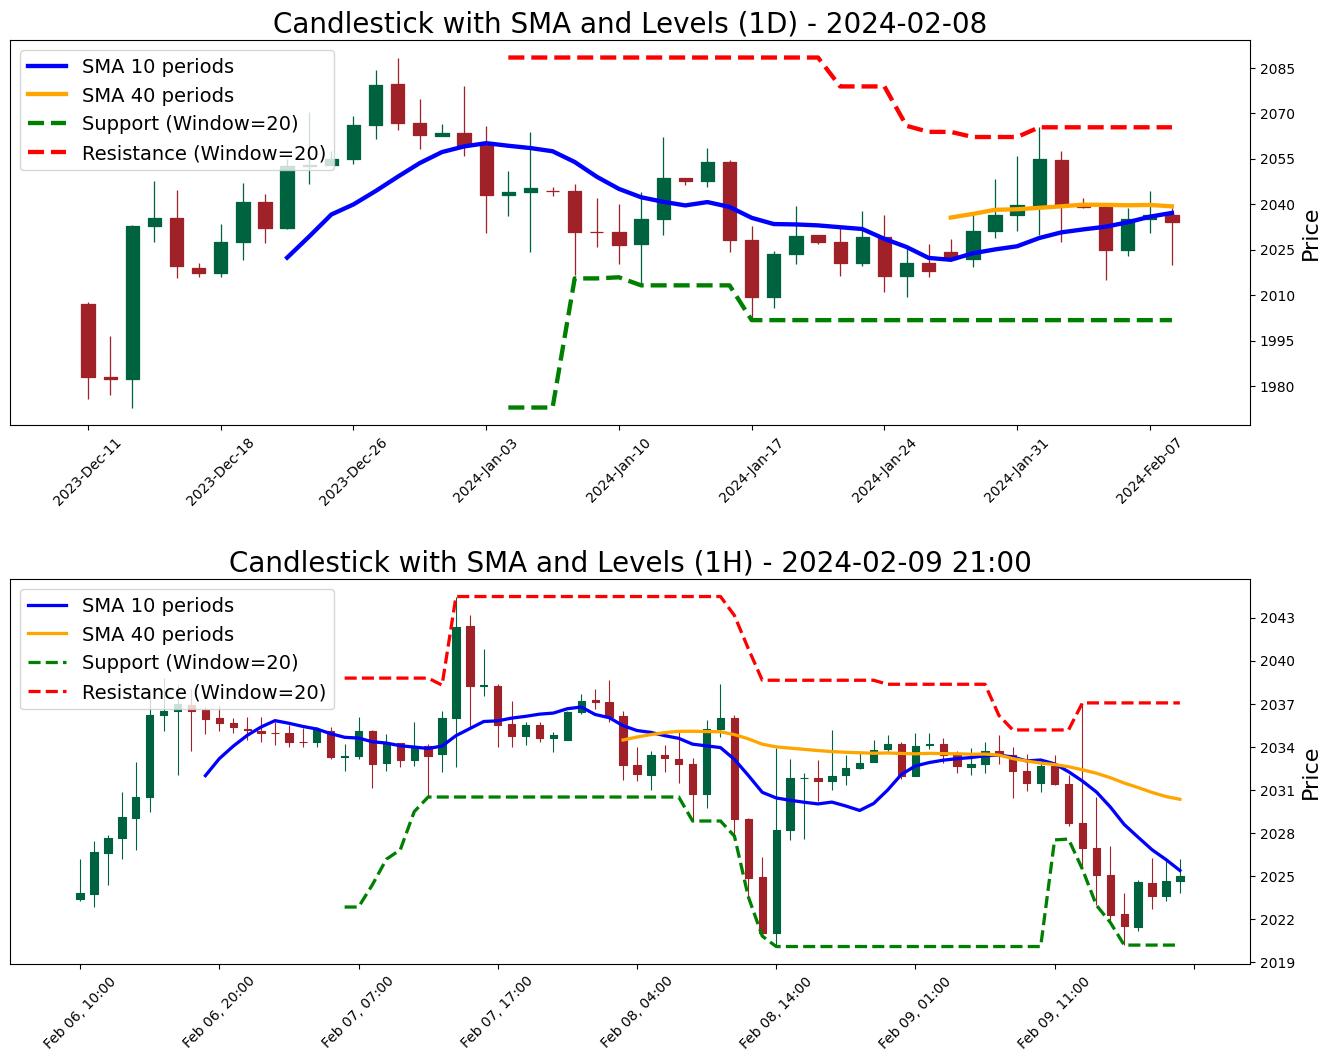 Candlestick with SMA and Levels (1D) - 2024-02-08
SMA 10 periods
SMA 40 periods
Support (Window=20)
Resistance (Window=20)
2085
2070
2055
2040
2025
2010
1995
1980
Price
2023-Dec-11
2023-Dec-18
2023-Dec-26
2024-Jan-03
2024-Jan-10
2024-Jan-17
2024-Jan-24
2024-Jan-31
2024-Feb-07
Candlestick with SMA and Levels (1H) - 2024-02-09 21:00
SMA 10 periods
SMA 40 periods
Support (Window=20)
Resistance (Window=20)
2043
2040
2037
2034
2031
2028
2025
2022
2019
Price
Feb 06, 10:00
Feb 06, 20:00
Feb 07, 07:00
Feb 07, 17:00
Feb 08, 04:00
Feb 08, 14:00
Feb 09, 01:00
Feb 09, 11:00